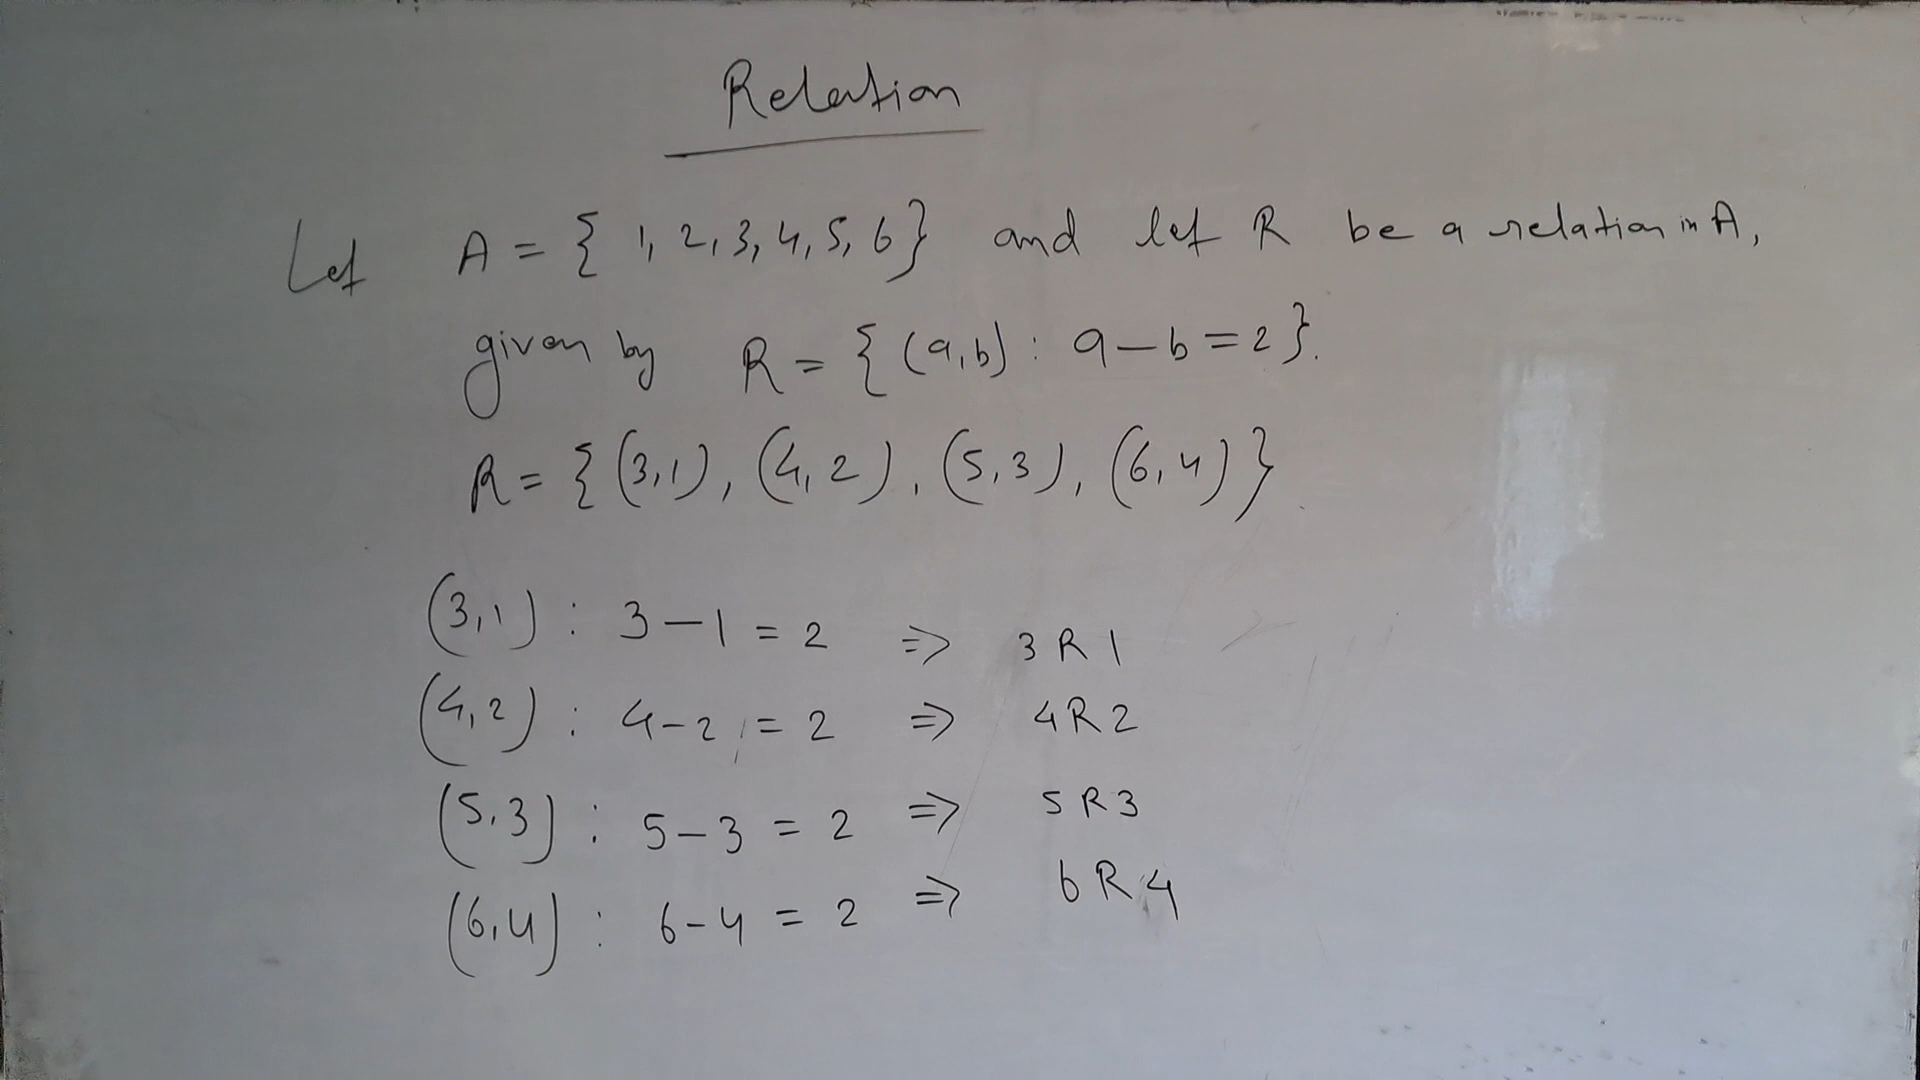 Relation
Let A = { 1, 2, 3, 4, 5, 6 } and let R be a relation in A,
given by R = { (a,b) : a – b = 2 }.
R = { (3,1), (4,2), (5,3), (6,4) }
(3,1) : 3 – 1 = 2 ⇒ 3 R 1
(4,2) : 4 – 2 = 2 ⇒ 4 R 2
(5,3) : 5 – 3 = 2 ⇒ 5 R 3
(6,4) : 6 – 4 = 2 ⇒ 6 R 4